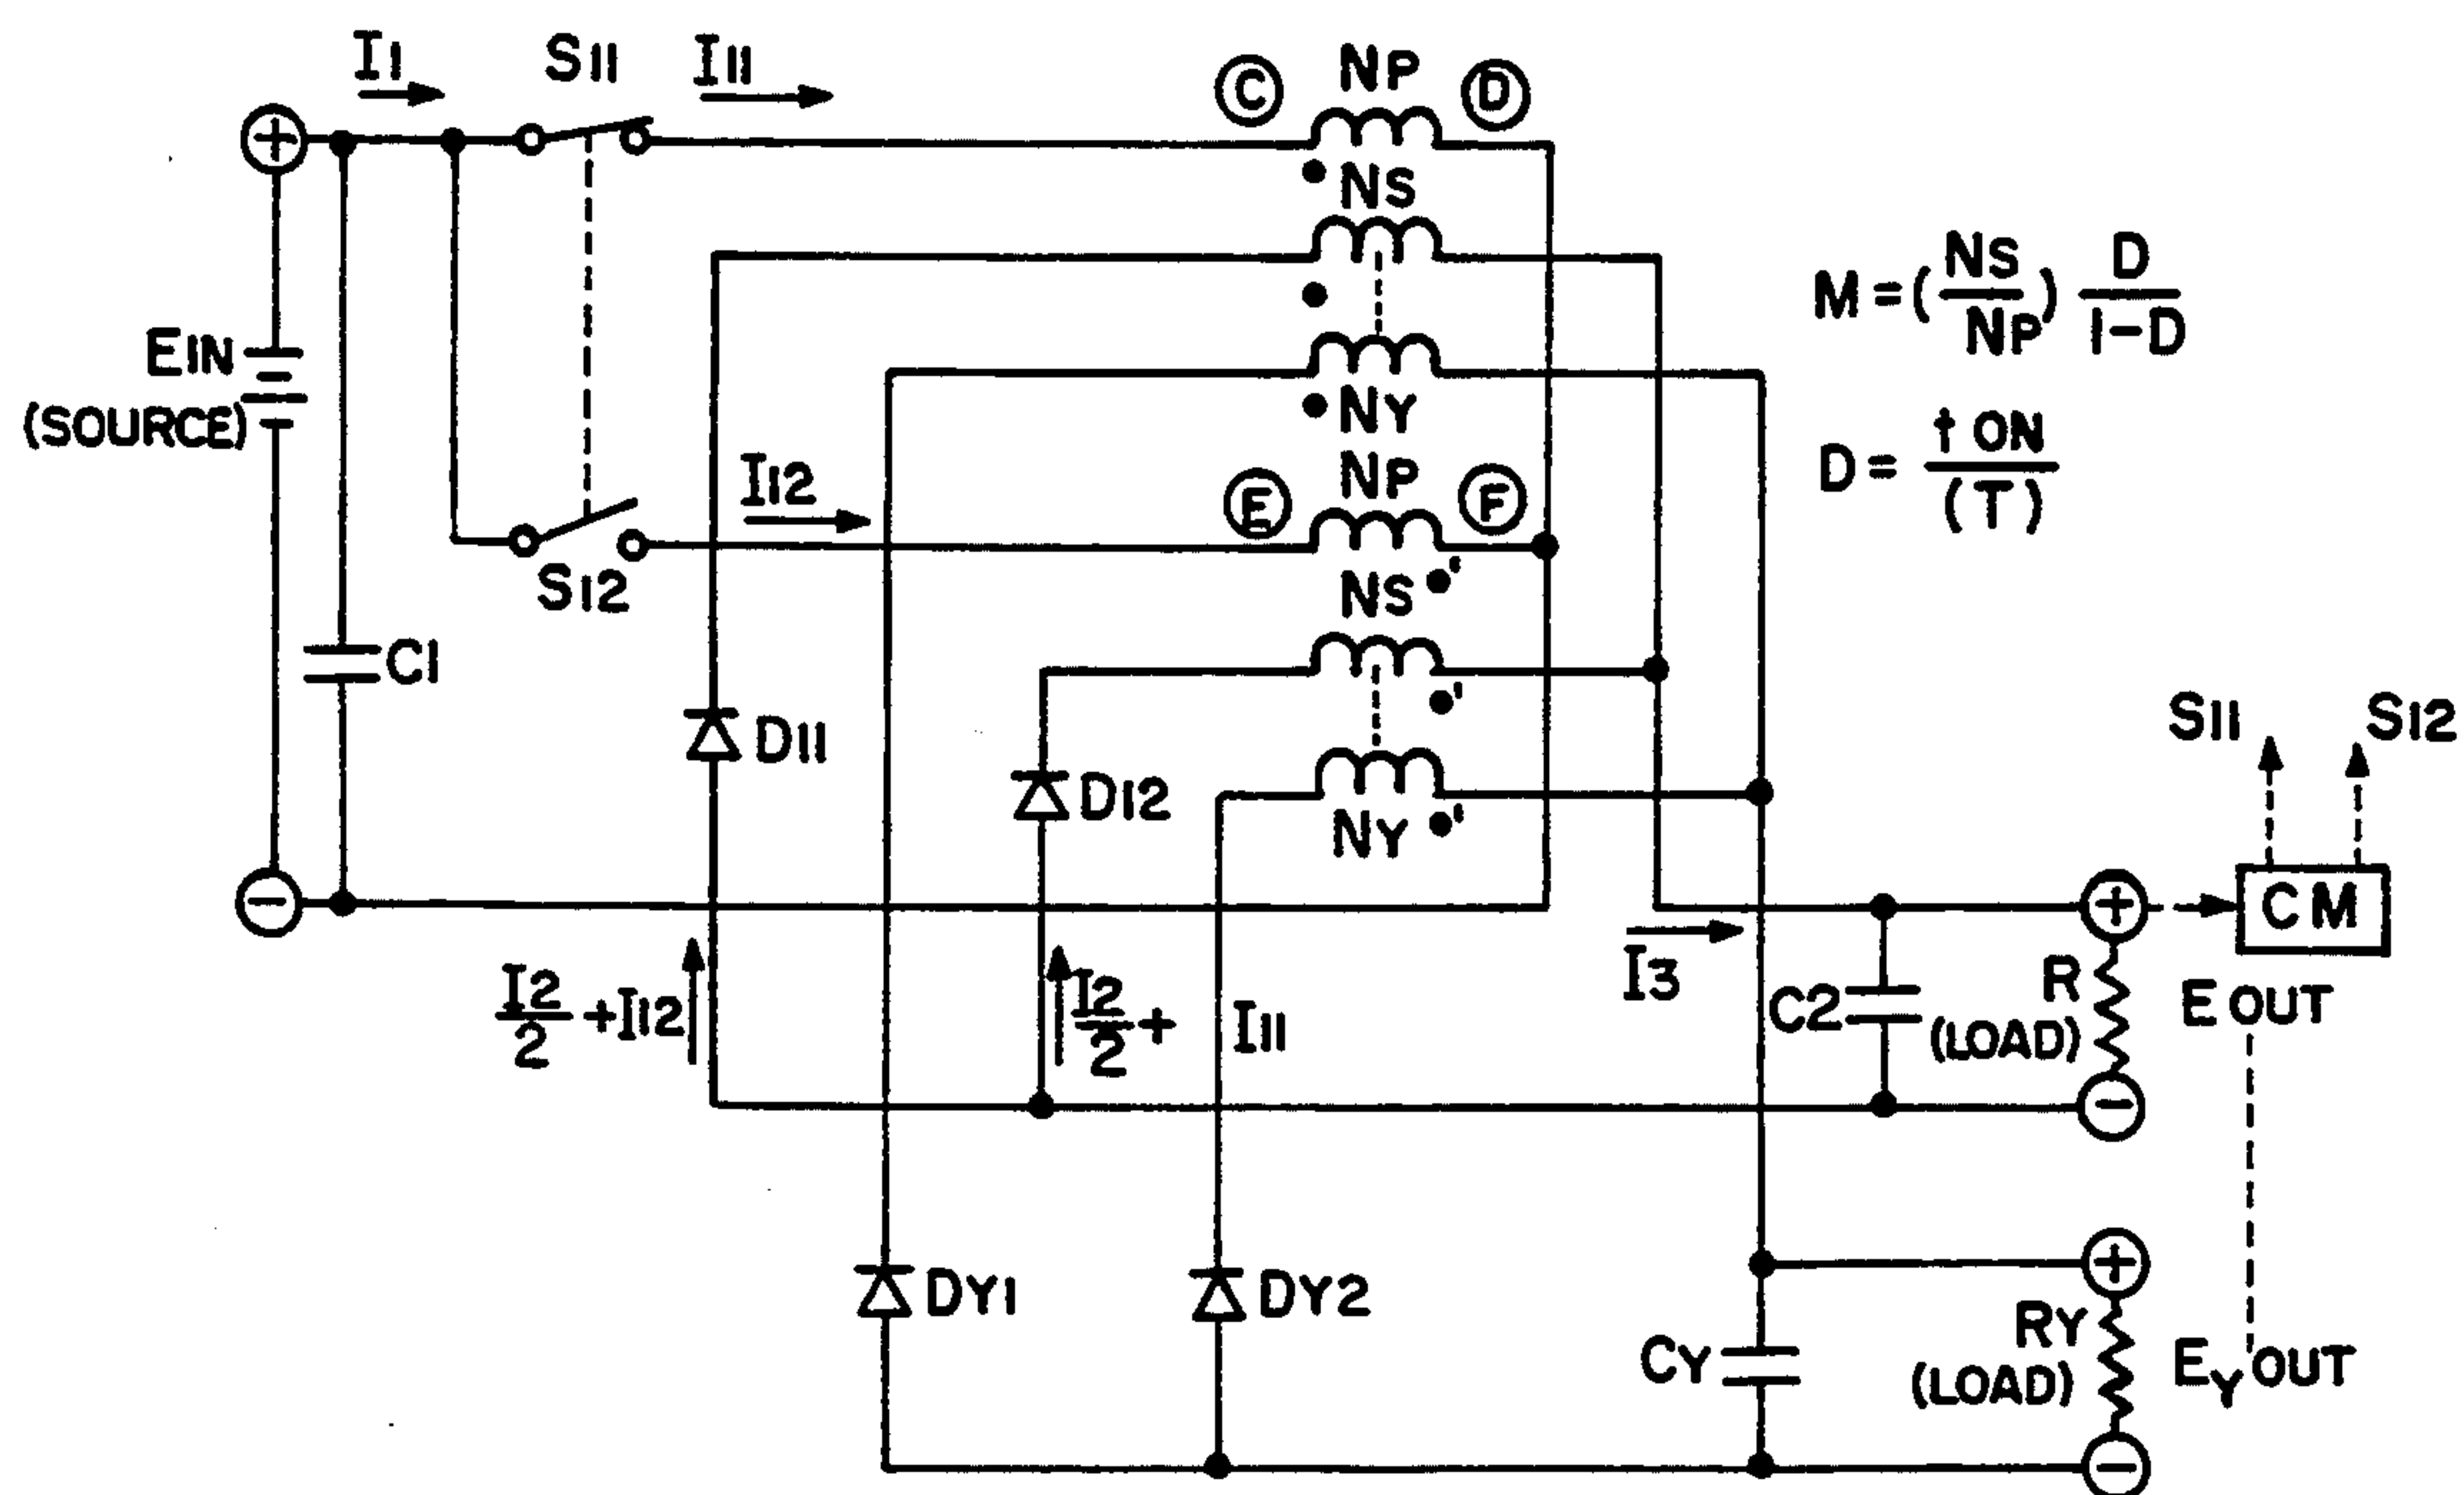 I1
S11
I11
C
NP
D
+
NS
EIN
(SOURCE)
M = (NS/NP) D/1-D
NY
D = t ON/(T)
I12
E
NP
F
S12
NS
C1
D11
D12
NY
S11
S12
−
+
CM
I2/2 + I12
I2/2 + I11
I3
C2
R
(LOAD)
E OUT
−
DY1
DY2
+
CY
RY
(LOAD)
EY OUT
−